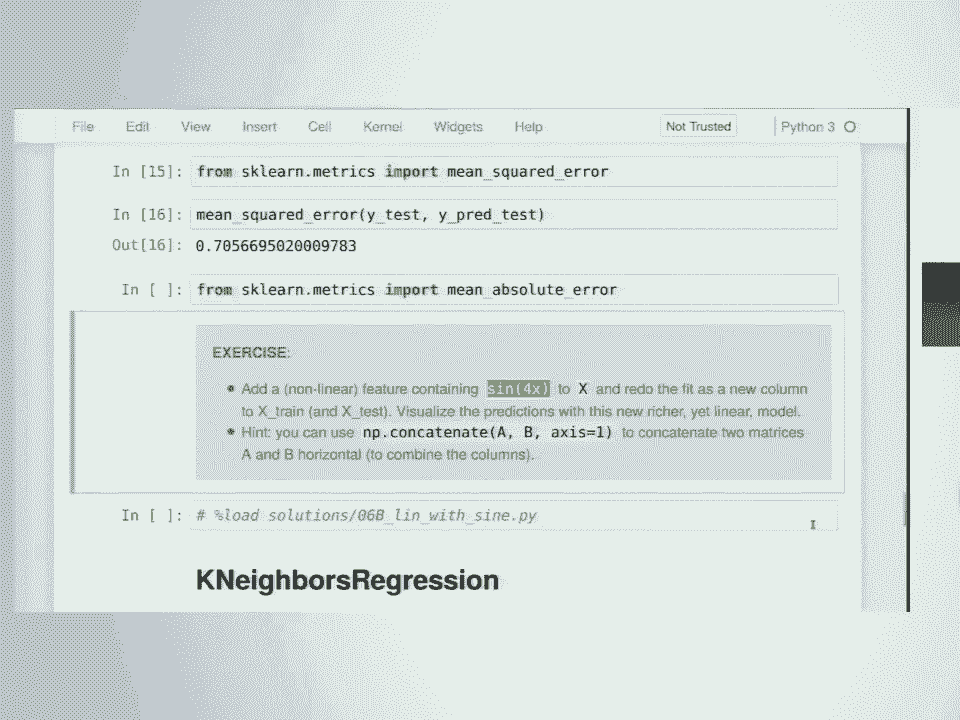 File Edit View Insert Cell Kernel Widgets Help Not Trusted Python 3
In [15]: from sklearn.metrics import mean_squared_error
In [16]: mean_squared_error(y_test, y_pred_test)
Out[16]: 0.7056695020009783
In [ ]: from sklearn.metrics import mean_absolute_error
EXERCISE:
Add a (non-linear) feature containing sin(4x) to X and redo the fit as a new column
to X_train (and X_test). Visualize the predictions with this new richer, yet linear, model.
Hint: you can use np.concatenate(A, B, axis=1) to concatenate two matrices
A and B horizontal (to combine the columns).
In [ ]: # %load solutions/06B_lin_with_sine.py
KNeighborsRegression